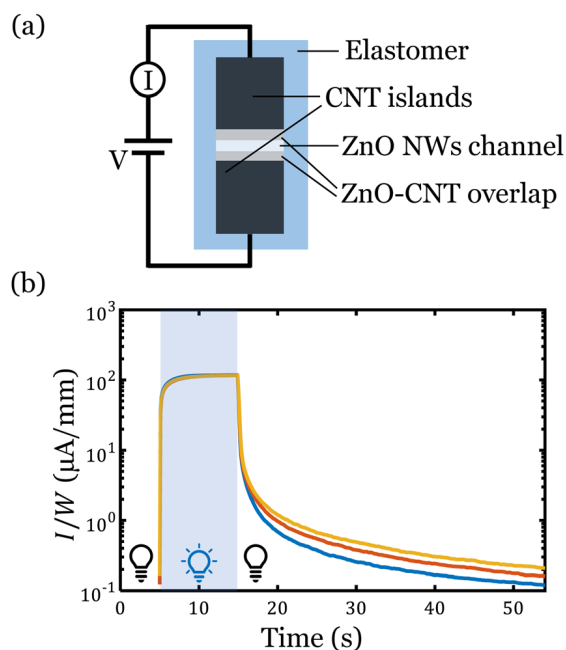 (a)
I
V
Elastomer
CNT islands
ZnO NWs channel
ZnO-CNT overlap
(b)
I/W (µA/mm)
10³
10²
10¹
10⁰
10⁻¹
0 10 20 30 40 50
Time (s)